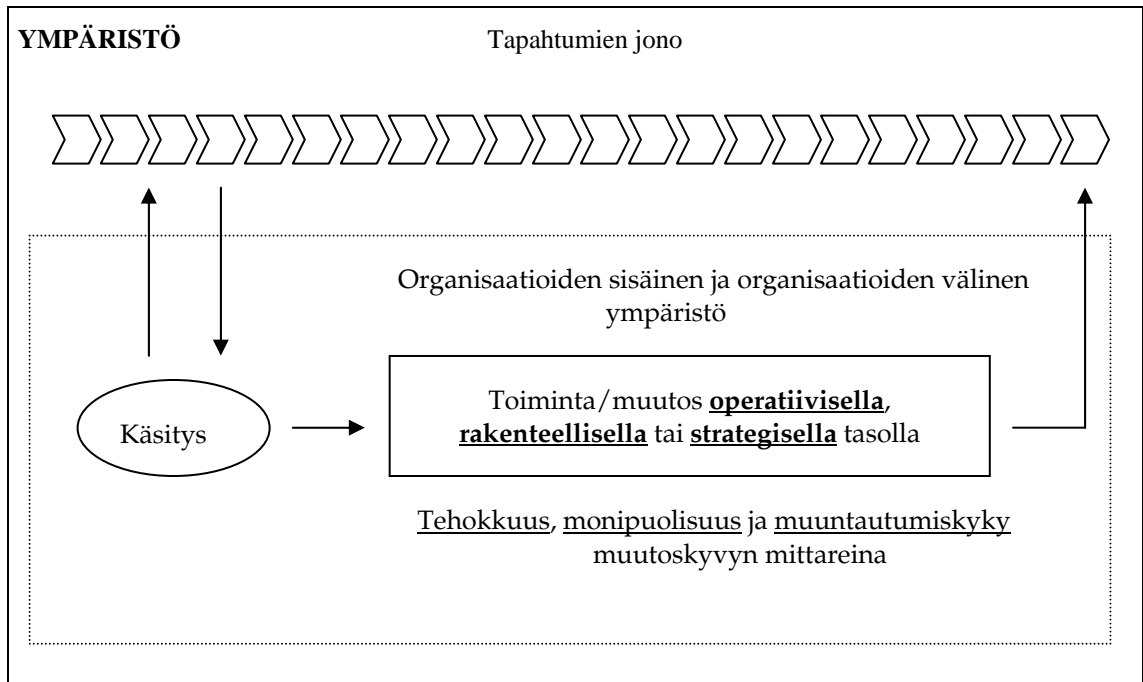 YMPÄRISTÖ
Tapahtumien jono
Organisaatioiden sisäinen ja organisaatioiden välinen
ympäristö
Käsitys
Toiminta/muutos operatiivisella,
rakenteellisella tai strategisella tasolla
Tehokkuus, monipuolisuus ja muuntautumiskyky
muutoskyvyn mittareina